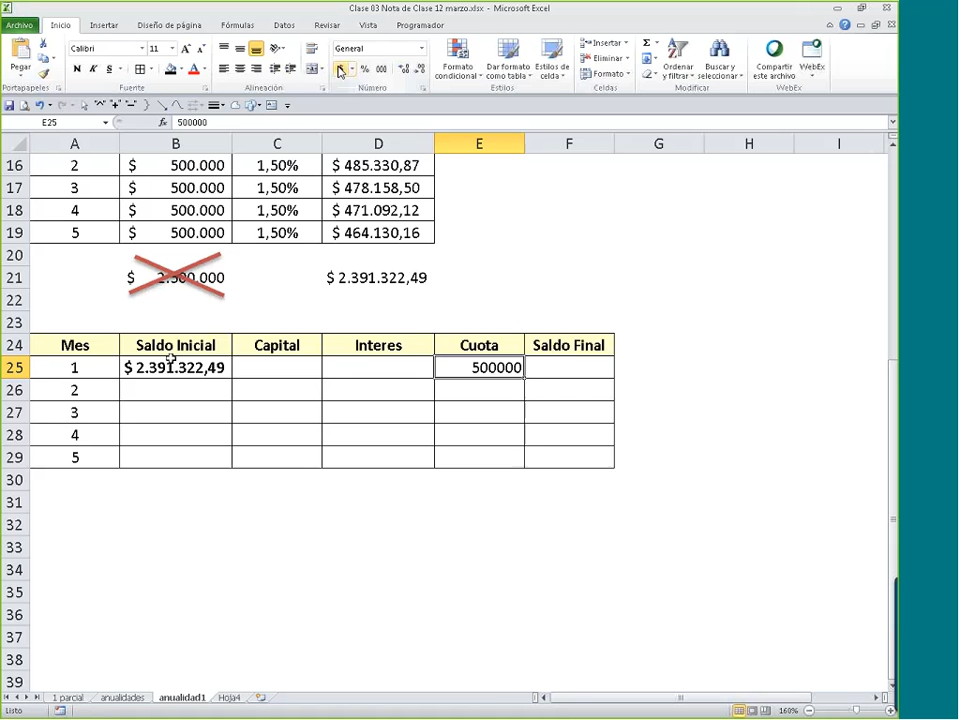 Clase 03 Nota de Clase 12 marzo.xlsx - Microsoft Excel
Archivo Inicio Insertar Diseño de página Fórmulas Datos Revisar Vista Programador
Calibri 11 General
Pegar
N K S
% 000
Formato condicional
Dar formato como tabla
Estilos de celda
Insertar
Eliminar
Formato
Σ
Ordenar y filtrar
Buscar y seleccionar
Share este archivo
WebEx
Portapapeles Fuente Alineación Número Estilos Celdas Modificar WebEx
E25 fx 500000
A B C D E F G H I
16 2 $ 500.000 1,50% $ 485.330,87
17 3 $ 500.000 1,50% $ 478.158,50
18 4 $ 500.000 1,50% $ 471.092,12
19 5 $ 500.000 1,50% $ 464.130,16
20
21 $ 2.500.000 $ 2.391.322,49
22
23
24 Mes Saldo Inicial Capital Interes Cuota Saldo Final
25 1 $ 2.391.322,49 500000
26 2
27 3
28 4
29 5
30
31
32
33
34
35
36
37
38
39
1 parcial anualidades anualidad1 Hoja4
Listo 160%